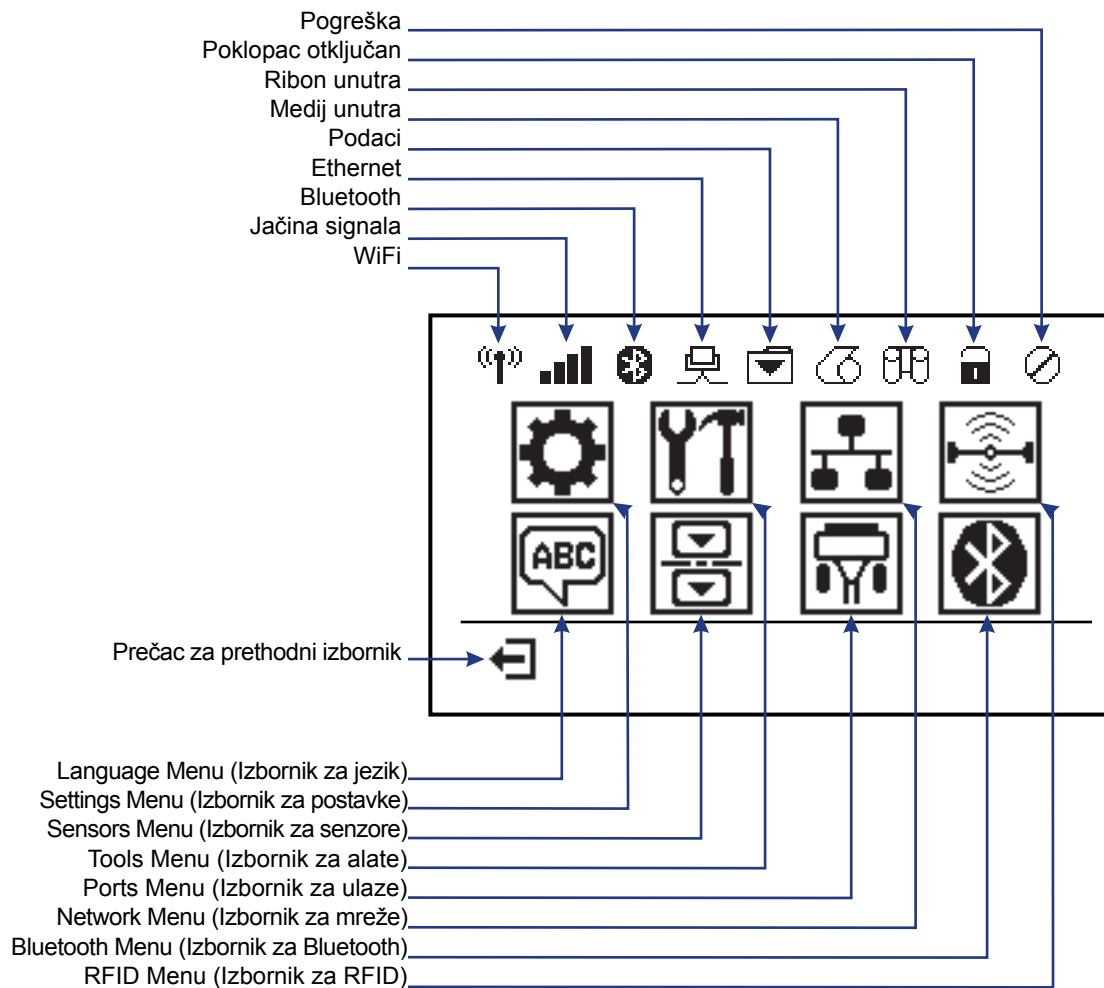 Pogreška
Poklopac otključan
Ribon unutra
Medij unutra
Podaci
Ethernet
Bluetooth
Jačina signala
WiFi
ABC
Prečac za prethodni izbornik
Language Menu (Izbornik za jezik)
Settings Menu (Izbornik za postavke)
Sensors Menu (Izbornik za senzore)
Tools Menu (Izbornik za alate)
Ports Menu (Izbornik za ulaze)
Network Menu (Izbornik za mreže)
Bluetooth Menu (Izbornik za Bluetooth)
RFID Menu (Izbornik za RFID)